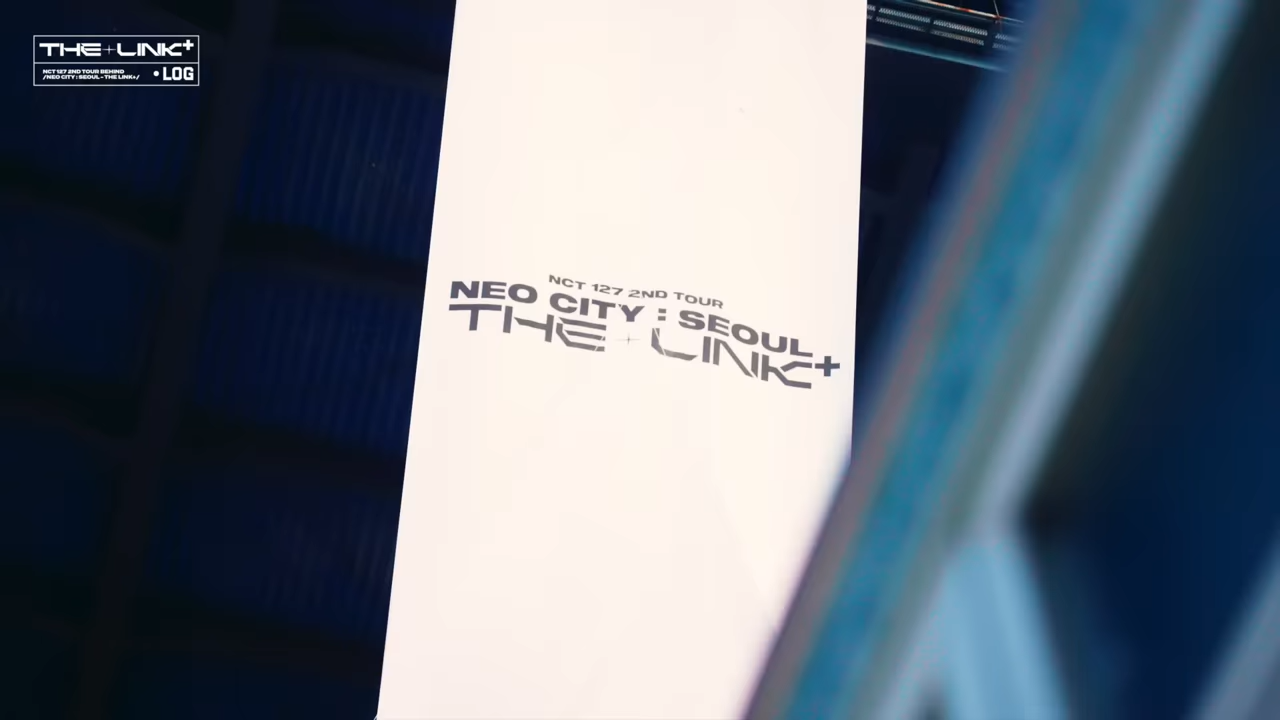 THE LINK+
NCT 127 2ND TOUR BEHIND
/NEO CITY : SEOUL - THE LINK+/
• LOG
NCT 127 2ND TOUR
NEO CITY : SEOUL
THE LINK+